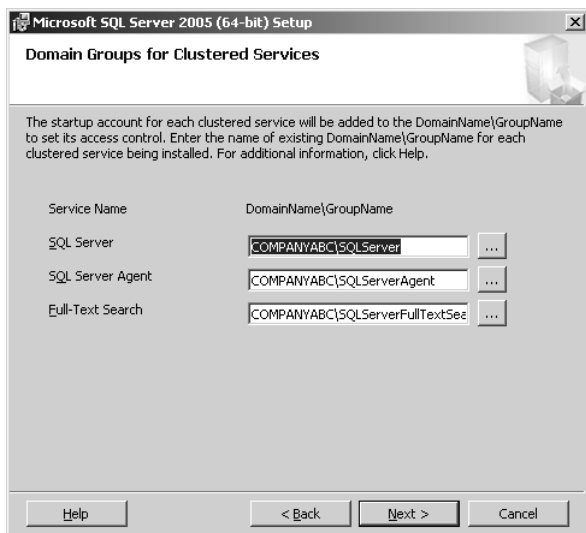 Microsoft SQL Server 2005 (64-bit) Setup
Domain Groups for Clustered Services
The startup account for each clustered service will be added to the DomainName\GroupName
to set its access control. Enter the name of existing DomainName\GroupName for each
clustered service being installed. For additional information, click Help.
Service Name DomainName\GroupName
SQL Server COMPANYABC\SQLServer ...
SQL Server Agent COMPANYABC\SQLServerAgent ...
Full-Text Search COMPANYABC\SQLServerFullTextSea ...
Help < Back Next > Cancel